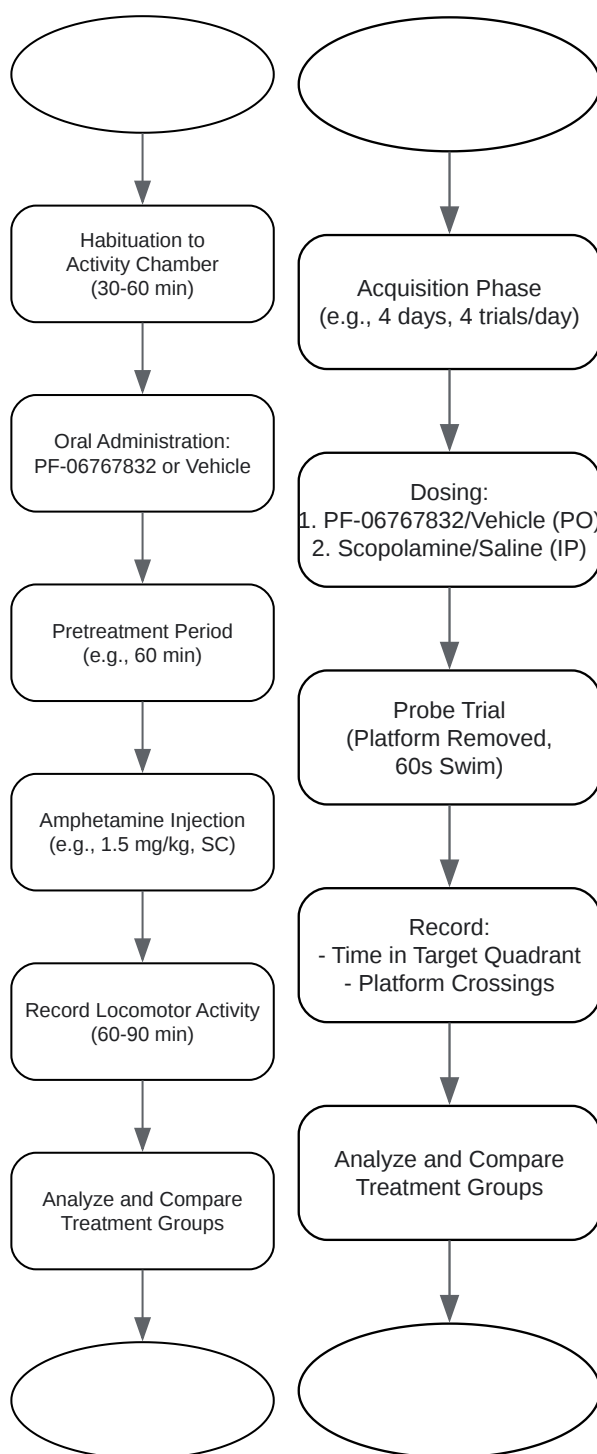 Habituation to
Activity Chamber
(30-60 min)
Oral Administration:
PF-06767832 or Vehicle
Pretreatment Period
(e.g., 60 min)
Amphetamine Injection
(e.g., 1.5 mg/kg, SC)
Record Locomotor Activity
(60-90 min)
Analyze and Compare
Treatment Groups
Acquisition Phase
(e.g., 4 days, 4 trials/day)
Dosing:
1. PF-06767832/Vehicle (PO)
2. Scopolamine/Saline (IP)
Probe Trial
(Platform Removed,
60s Swim)
Record:
- Time in Target Quadrant
- Platform Crossings
Analyze and Compare
Treatment Groups